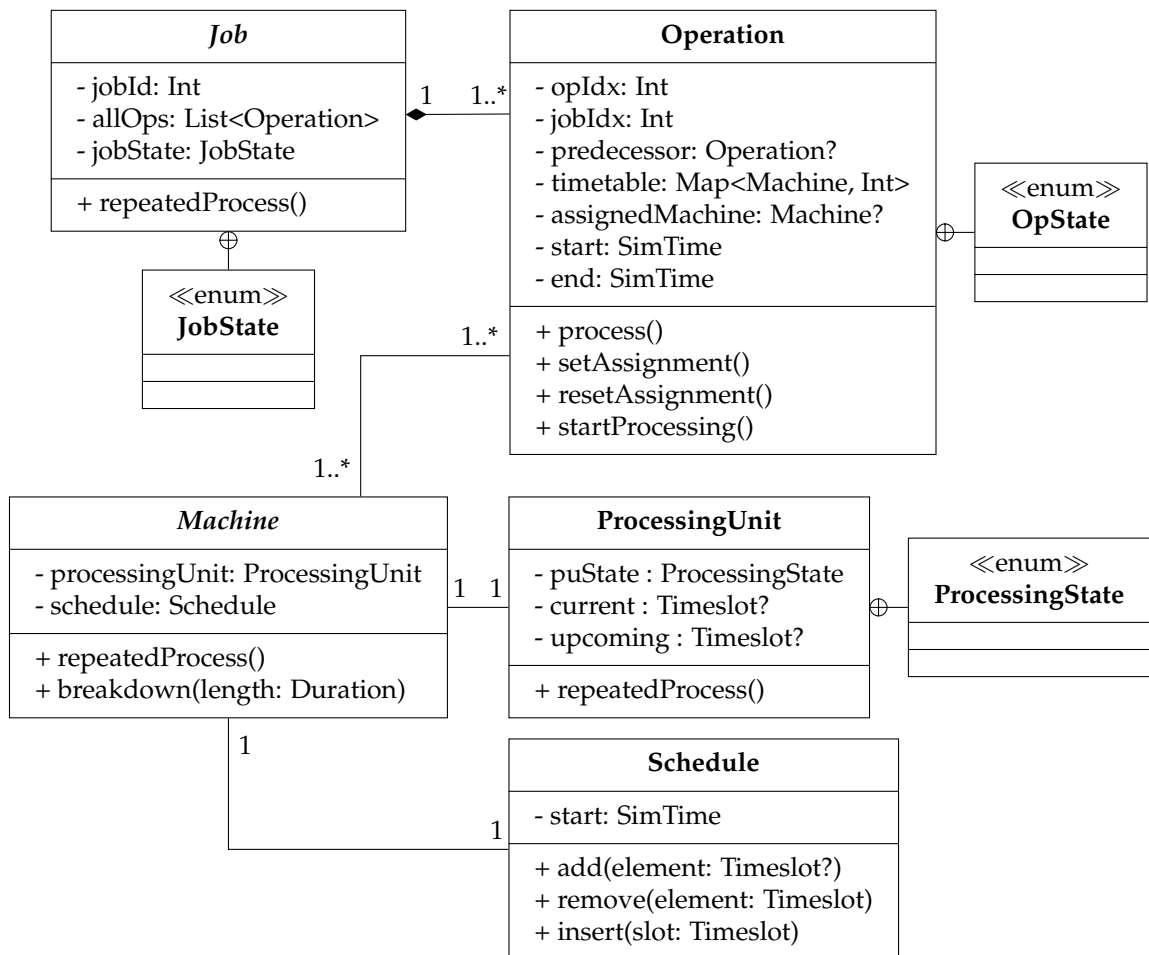 Job
- jobId: Int
- allOps: List<Operation>
- jobState: JobState
+ repeatedProcess()
1
1..*
Operation
- opIdx: Int
- jobIdx: Int
- predecessor: Operation?
- timetable: Map<Machine, Int>
- assignedMachine: Machine?
- start: SimTime
- end: SimTime
+ process()
+ setAssignment()
+ resetAssignment()
+ startProcessing()
≪enum≫
OpState
≪enum≫
JobState
1..*
1..*
Machine
- processingUnit: ProcessingUnit
- schedule: Schedule
+ repeatedProcess()
+ breakdown(length: Duration)
1
1
ProcessingUnit
- puState : ProcessingState
- current : Timeslot?
- upcoming : Timeslot?
+ repeatedProcess()
≪enum≫
ProcessingState
1
1
Schedule
- start: SimTime
+ add(element: Timeslot?)
+ remove(element: Timeslot)
+ insert(slot: Timeslot)